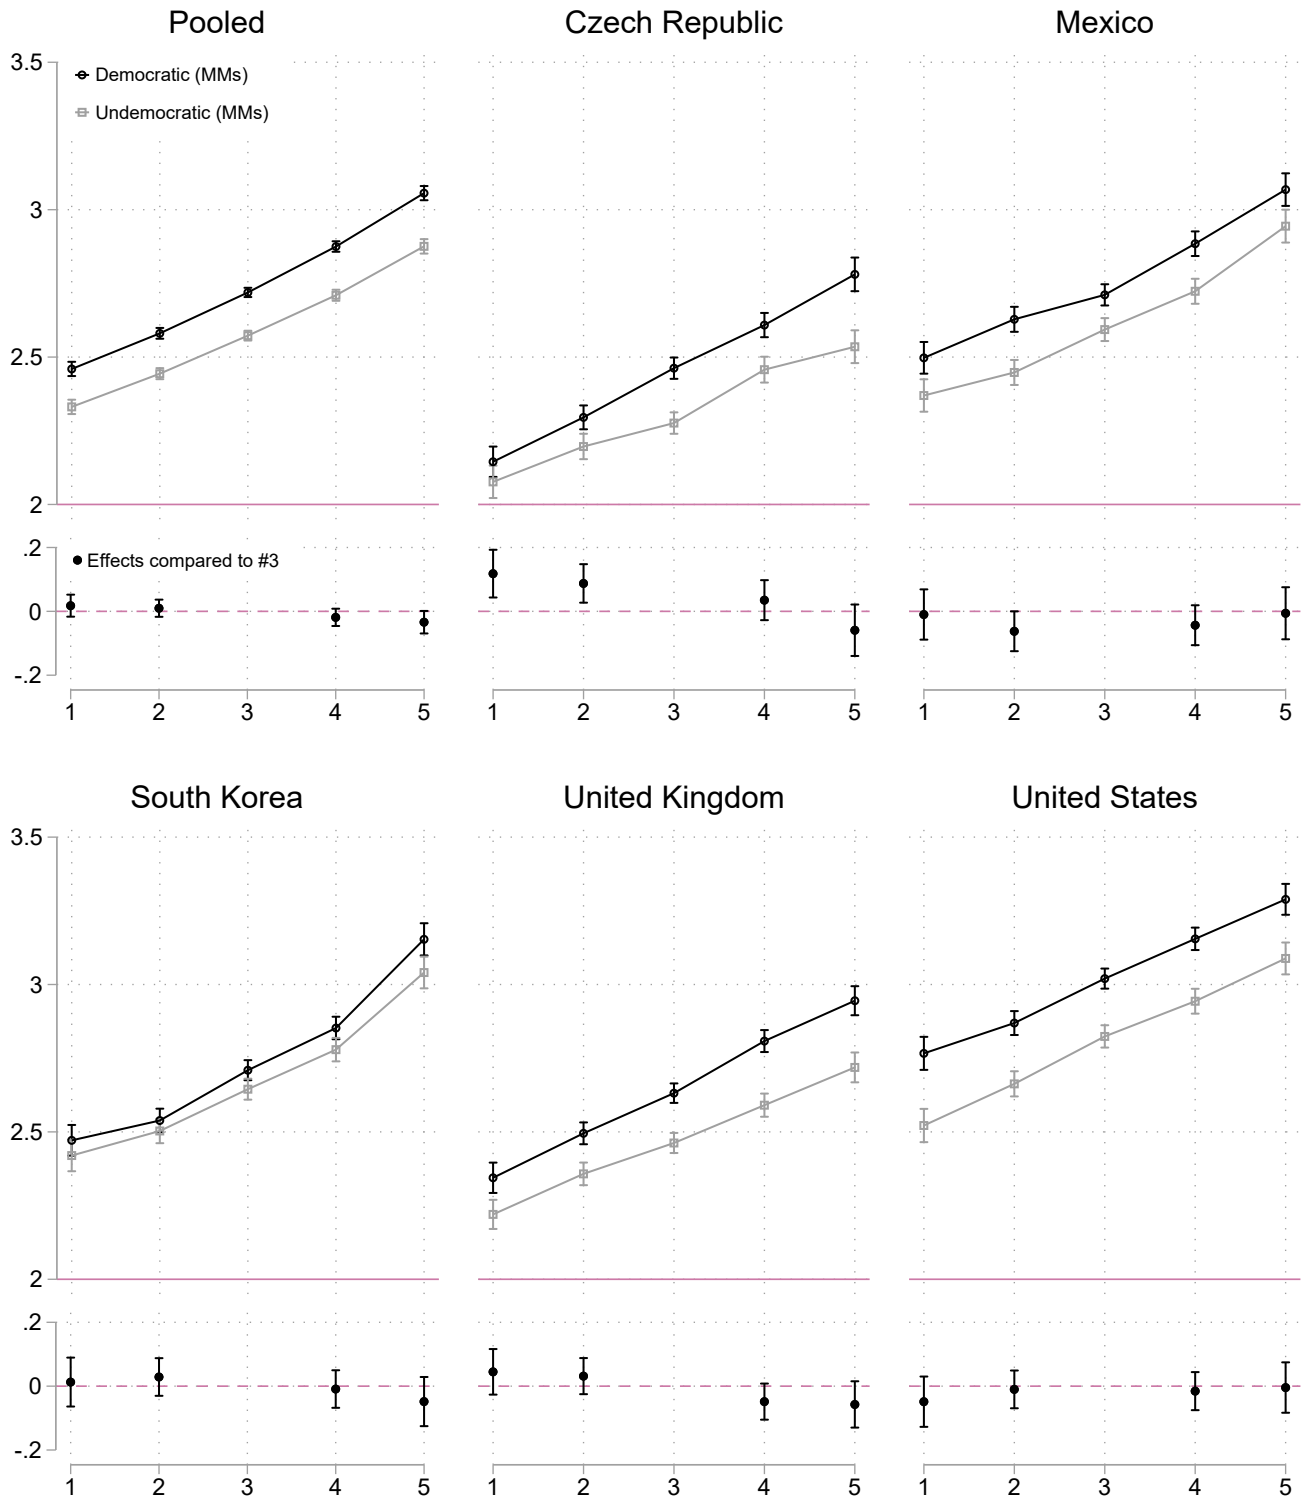 Pooled Czech Republic Mexico
3.5
Democratic (MMs)
Undemocratic (MMs)
3
2.5
2
.2
Effects compared to #3
0
-.2
1 2 3 4 5 1 2 3 4 5 1 2 3 4 5
South Korea United Kingdom United States
3.5
3
2.5
2
.2
0
-.2
1 2 3 4 5 1 2 3 4 5 1 2 3 4 5